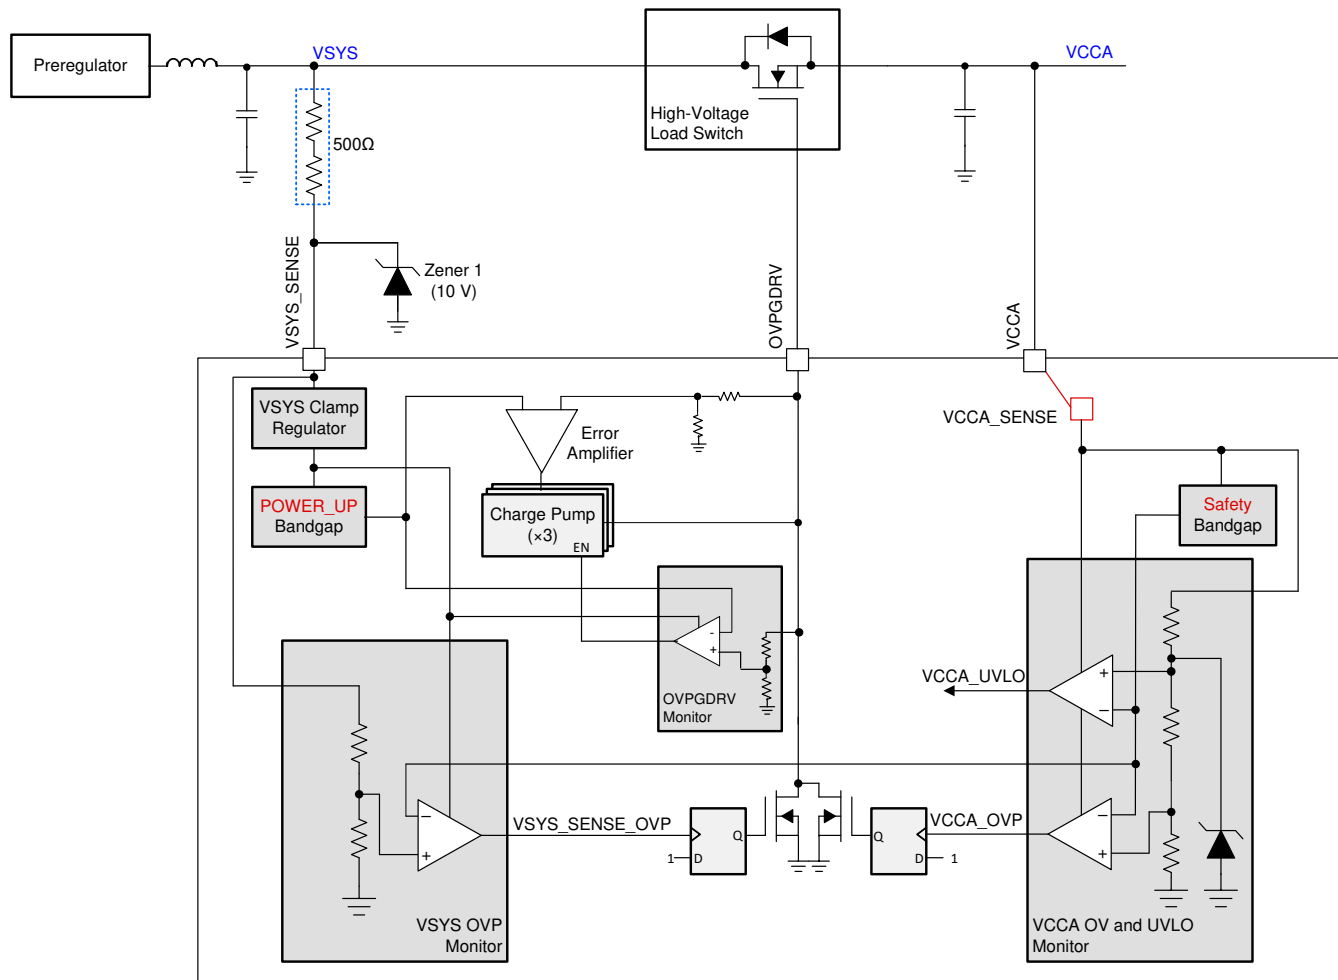 Preregulator
VSYS
VCCA
High-Voltage
Load Switch
500Ω
VSYS_SENSE
Zener 1
(10 V)
OVPGDRV
VCCA
VSYS Clamp
Regulator
Error
Amplifier
VCCA_SENSE
POWER_UP
Bandgap
Charge Pump
(×3)
EN
Safety
Bandgap
-
+
OVPGDRV
Monitor
VCCA_UVLO
+
−
−
+
VSYS_SENSE_OVP
Q
1
D
VCCA_OVP
Q
D
1
−
+
VSYS OVP
Monitor
VCCA OV and UVLO
Monitor